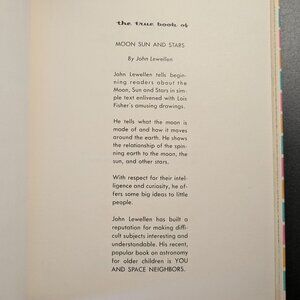 the true book of
MOON SUN AND STARS
By John Lewellen
John Lewellen tells begin-
ning readers about the
Moon, Sun and Stars in sim-
ple text enlivened with Lois
Fisher's amusing drawings.
He tells what the moon is
made of and how it moves
around the earth. He shows
the relationship of the spin-
ning earth to the moon, the
sun, and other stars.
With respect for their intel-
ligence and curiosity, he of-
fers some big ideas to little
people.
John Lewellen has built a
reputation for making diffi-
cult subjects interesting and
understandable. His recent,
popular book on astronomy
for older children is YOU
AND SPACE NEIGHBORS.